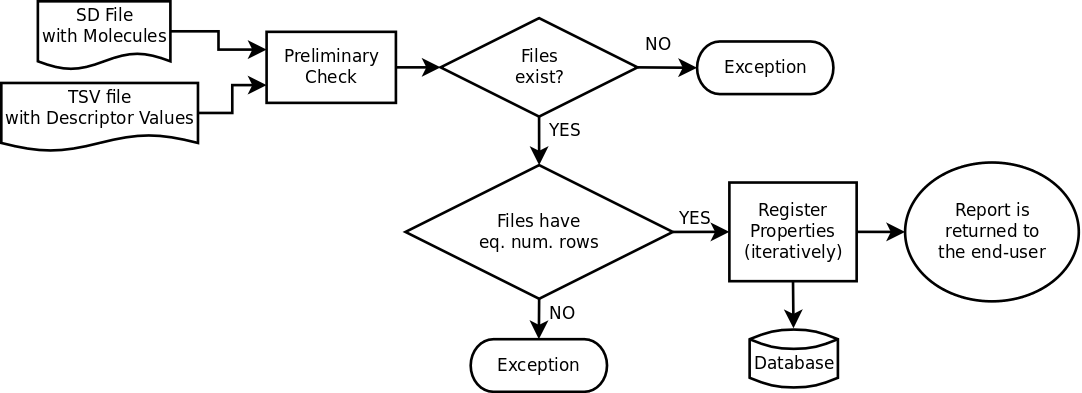 SD File
with Molecules
TSV file
with Descriptor Values
Preliminary
Check
Files
exist?
NO
Exception
YES
Files have
eq. num. rows
YES
Register
Properties
(iteratively)
Report is
returned to
the end-user
NO
Exception
Database